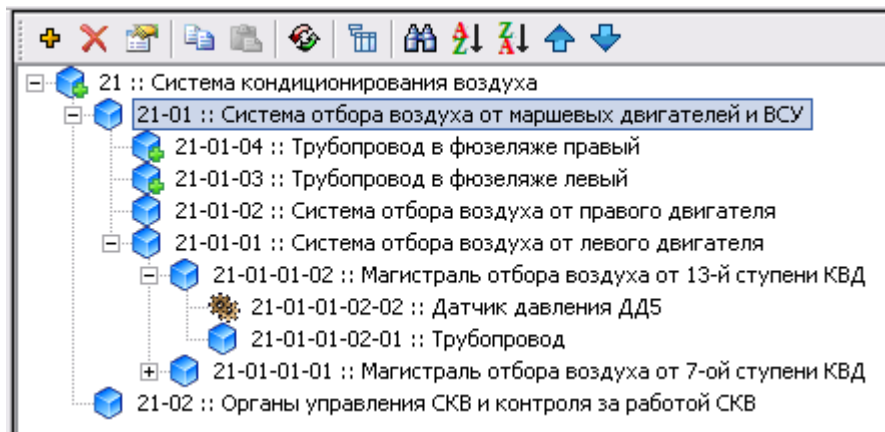 21 :: Система кондиционирования воздуха
21-01 :: Система отбора воздуха от маршевых двигателей и ВСУ
21-01-04 :: Трубопровод в фюзеляже правый
21-01-03 :: Трубопровод в фюзеляже левый
21-01-02 :: Система отбора воздуха от правого двигателя
21-01-01 :: Система отбора воздуха от левого двигателя
21-01-01-02 :: Магистраль отбора воздуха от 13-й ступени КВД
21-01-01-02-02 :: Датчик давления ДД5
21-01-01-02-01 :: Трубопровод
21-01-01-01 :: Магистраль отбора воздуха от 7-ой ступени КВД
21-02 :: Органы управления СКВ и контроля за работой СКВ